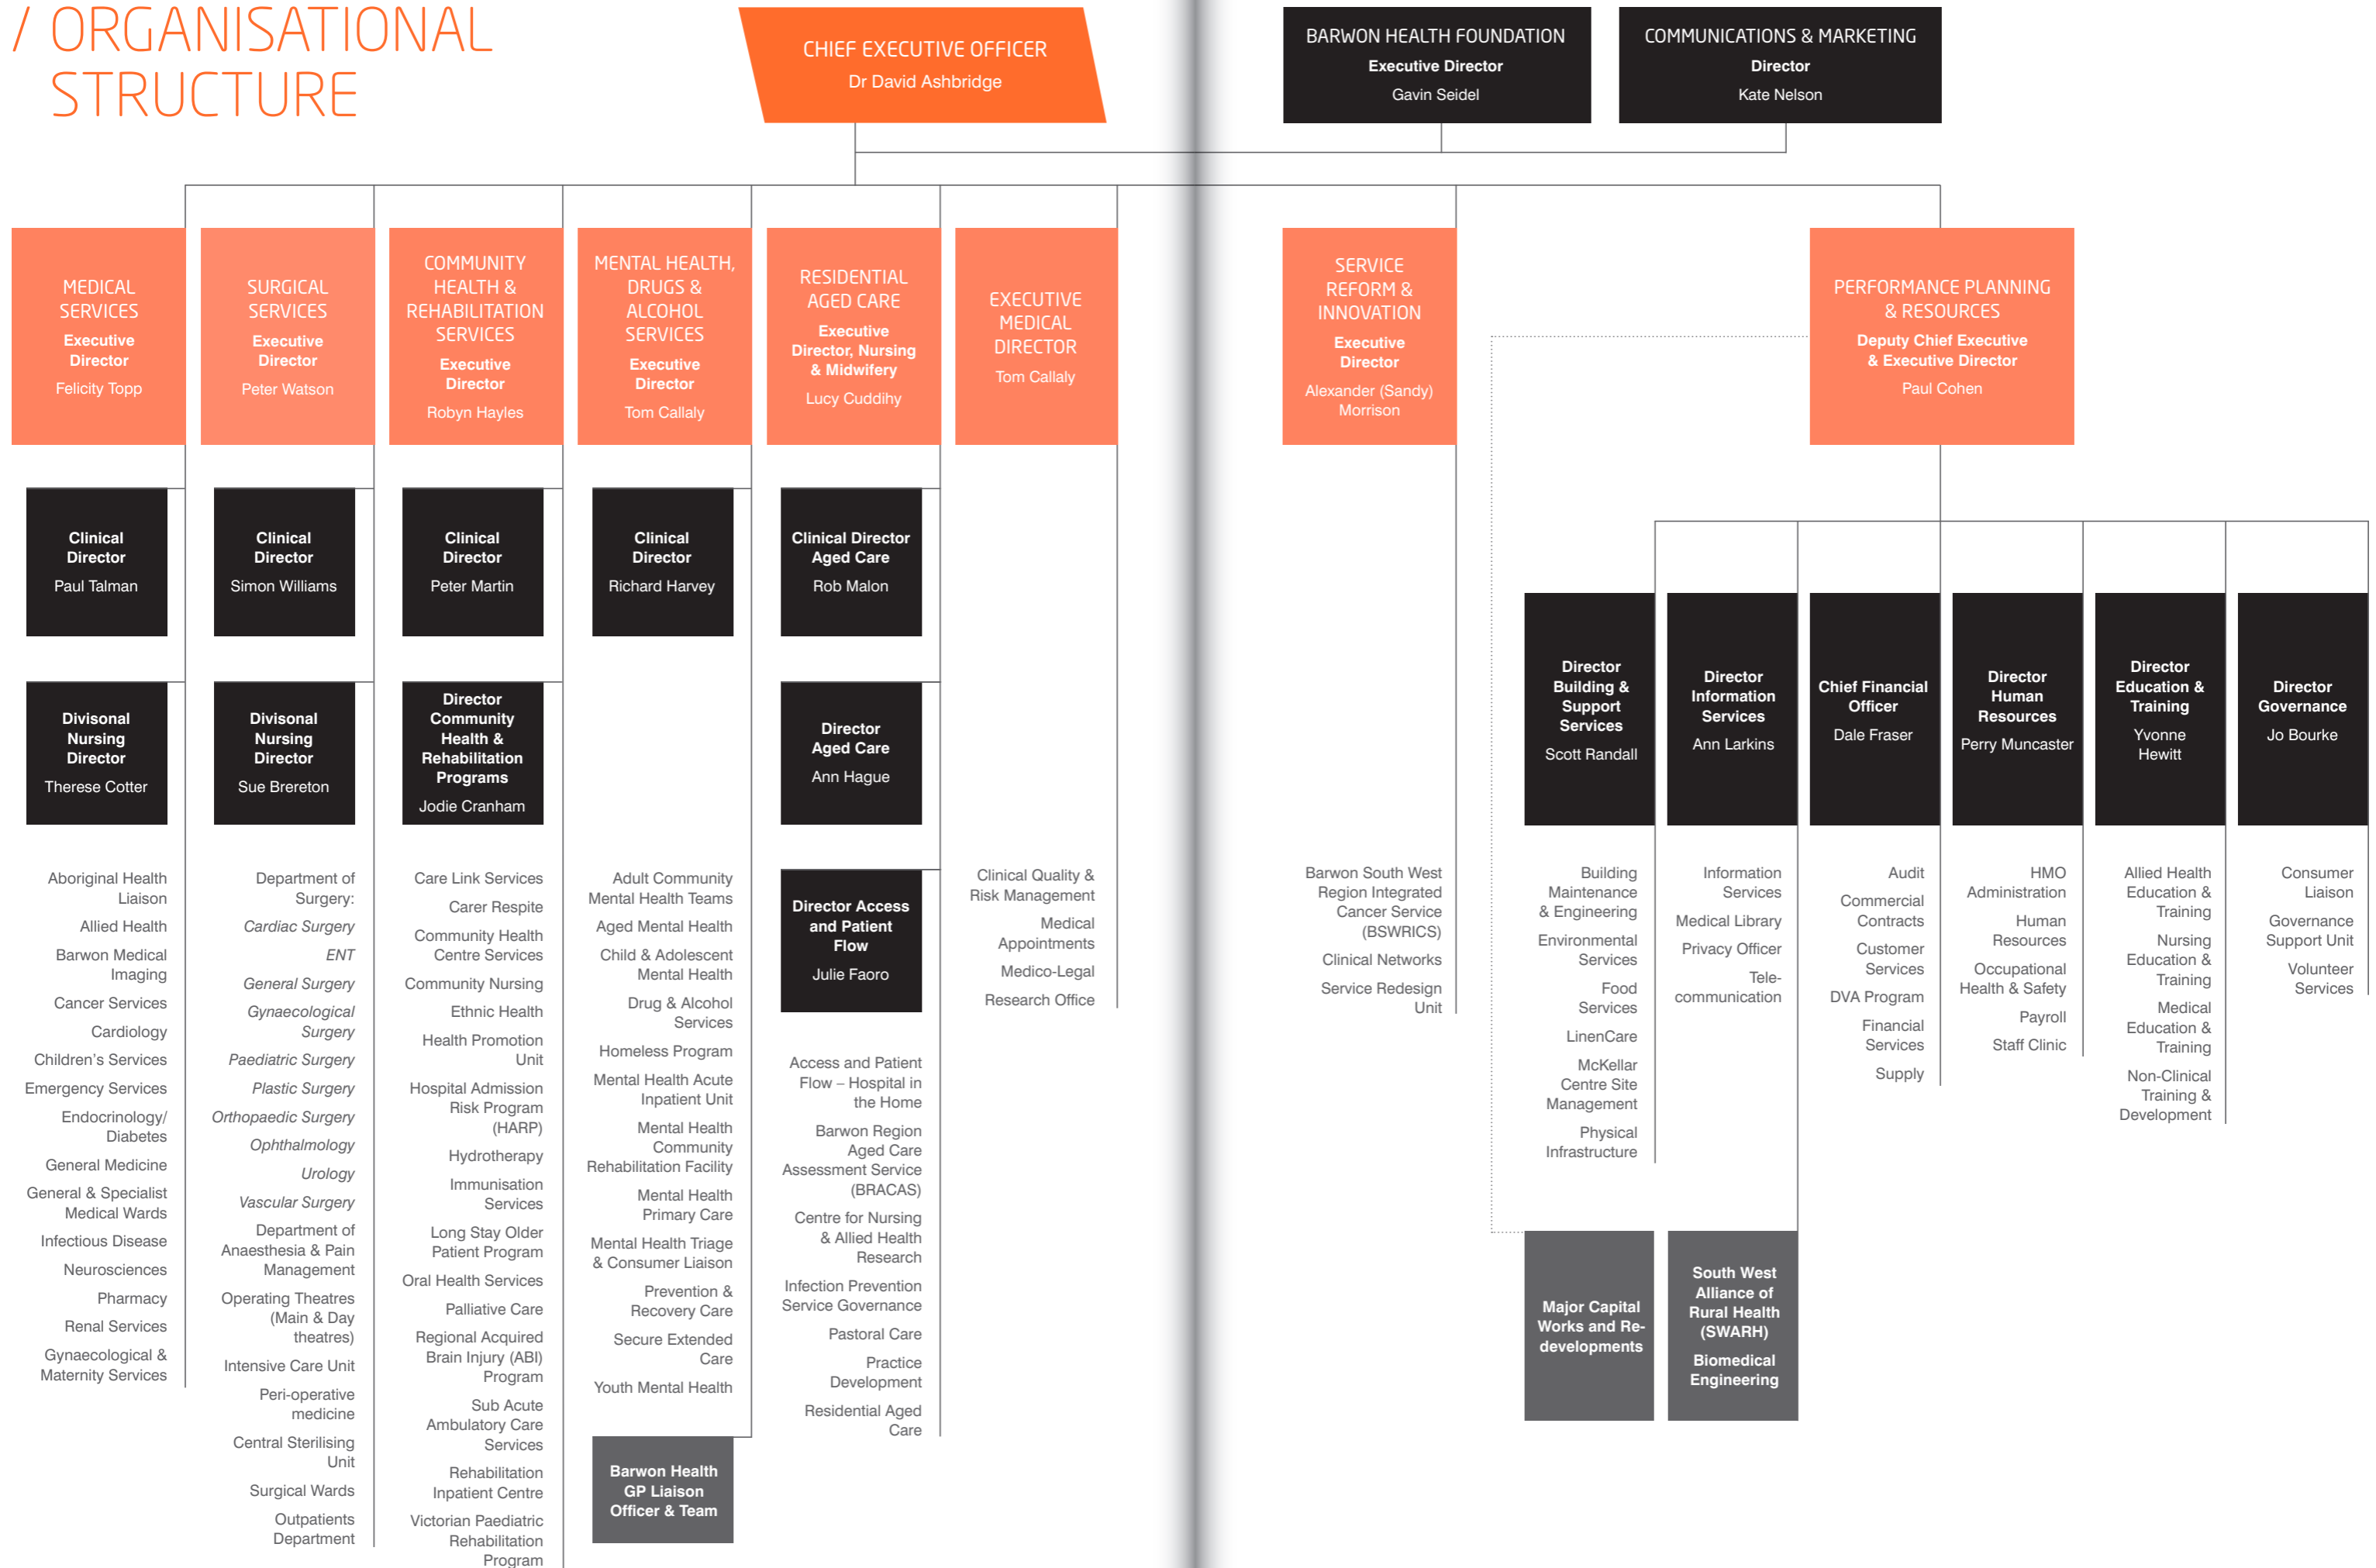 / ORGANISATIONAL
STRUCTURE
CHIEF EXECUTIVE OFFICER
Dr David Ashbridge
BARWON HEALTH FOUNDATION
Executive Director
Gavin Seidel
COMMUNICATIONS & MARKETING
Director
Kate Nelson
MEDICAL
SERVICES
Executive
Director
Felicity Topp
SURGICAL
SERVICES
Executive
Director
Peter Watson
COMMUNITY
HEALTH &
REHABILITATION
SERVICES
Executive
Director
Robyn Hayles
MENTAL HEALTH,
DRUGS &
ALCOHOL
SERVICES
Executive
Director
Tom Callaly
RESIDENTIAL
AGED CARE
Executive
Director, Nursing
& Midwifery
Lucy Cuddihy
EXECUTIVE
MEDICAL
DIRECTOR
Tom Callaly
SERVICE
REFORM &
INNOVATION
Executive
Director
Alexander (Sandy)
Morrison
PERFORMANCE PLANNING
& RESOURCES
Deputy Chief Executive
& Executive Director
Paul Cohen
Clinical
Director
Paul Talman
Clinical
Director
Simon Williams
Clinical
Director
Peter Martin
Clinical
Director
Richard Harvey
Clinical Director
Aged Care
Rob Malon
Divisonal
Nursing
Director
Therese Cotter
Divisonal
Nursing
Director
Sue Brereton
Director
Community
Health &
Rehabilitation
Programs
Jodie Cranham
Director
Aged Care
Ann Hague
Director
Building &
Support
Services
Scott Randall
Director
Information
Services
Ann Larkins
Chief Financial
Officer
Dale Fraser
Director
Human
Resources
Perry Muncaster
Director
Education &
Training
Yvonne
Hewitt
Director
Governance
Jo Bourke
Aboriginal Health
Liaison
Allied Health
Barwon Medical
Imaging
Cancer Services
Cardiology
Children's Services
Emergency Services
Endocrinology/
Diabetes
General Medicine
General & Specialist
Medical Wards
Infectious Disease
Neurosciences
Pharmacy
Renal Services
Gynaecological &
Maternity Services
Department of
Surgery:
Cardiac Surgery
ENT
General Surgery
Gynaecological
Surgery
Paediatric Surgery
Plastic Surgery
Orthopaedic Surgery
Ophthalmology
Urology
Vascular Surgery
Department of
Anaesthesia & Pain
Management
Operating Theatres
(Main & Day
theatres)
Intensive Care Unit
Peri-operative
medicine
Central Sterilising
Unit
Surgical Wards
Outpatients
Department
Care Link Services
Carer Respite
Community Health
Centre Services
Community Nursing
Ethnic Health
Health Promotion
Unit
Hospital Admission
Risk Program
(HARP)
Hydrotherapy
Immunisation
Services
Long Stay Older
Patient Program
Oral Health Services
Palliative Care
Regional Acquired
Brain Injury (ABI)
Program
Sub Acute
Ambulatory Care
Services
Rehabilitation
Inpatient Centre
Victorian Paediatric
Rehabilitation
Program
Adult Community
Mental Health Teams
Aged Mental Health
Child & Adolescent
Mental Health
Drug & Alcohol
Services
Homeless Program
Mental Health Acute
Inpatient Unit
Mental Health
Community
Rehabilitation Facility
Mental Health
Primary Care
Mental Health Triage
& Consumer Liaison
Prevention &
Recovery Care
Secure Extended
Care
Youth Mental Health
Barwon Health
GP Liaison
Officer & Team
Director Access
and Patient
Flow
Julie Faoro
Access and Patient
Flow – Hospital in
the Home
Barwon Region
Aged Care
Assessment Service
(BRACAS)
Centre for Nursing
& Allied Health
Research
Infection Prevention
Service Governance
Pastoral Care
Practice
Development
Residential Aged
Care
Clinical Quality &
Risk Management
Medical
Appointments
Medico-Legal
Research Office
Barwon South West
Region Integrated
Cancer Service
(BSWRICS)
Clinical Networks
Service Redesign
Unit
Building
Maintenance
& Engineering
Environmental
Services
Food
Services
LinenCare
McKellar
Centre Site
Management
Physical
Infrastructure
Major Capital
Works and Re-
developments
Information
Services
Medical Library
Privacy Officer
Tele-
communication
South West
Alliance of
Rural Health
(SWARH)
Biomedical
Engineering
Audit
Commercial
Contracts
Customer
Services
DVA Program
Financial
Services
Supply
HMO
Administration
Human
Resources
Occupational
Health & Safety
Payroll
Staff Clinic
Allied Health
Education &
Training
Nursing
Education &
Training
Medical
Education &
Training
Non-Clinical
Training &
Development
Consumer
Liaison
Governance
Support Unit
Volunteer
Services